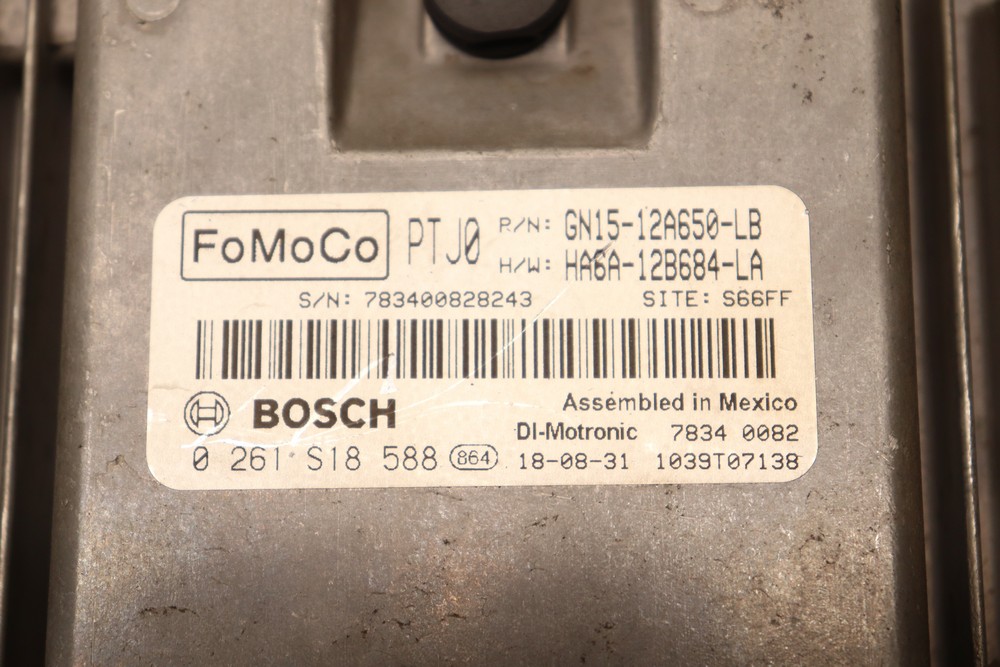 FoMoCo PTJ0 P/N: GN15-12A650-LB
H/W: HA6A-12B684-LA
S/N: 783400828243 SITE: S66FF
BOSCH Assembled in Mexico
DI-Motronic 7834 0082
0 261 S18 588 864 18-08-31 1039T07138